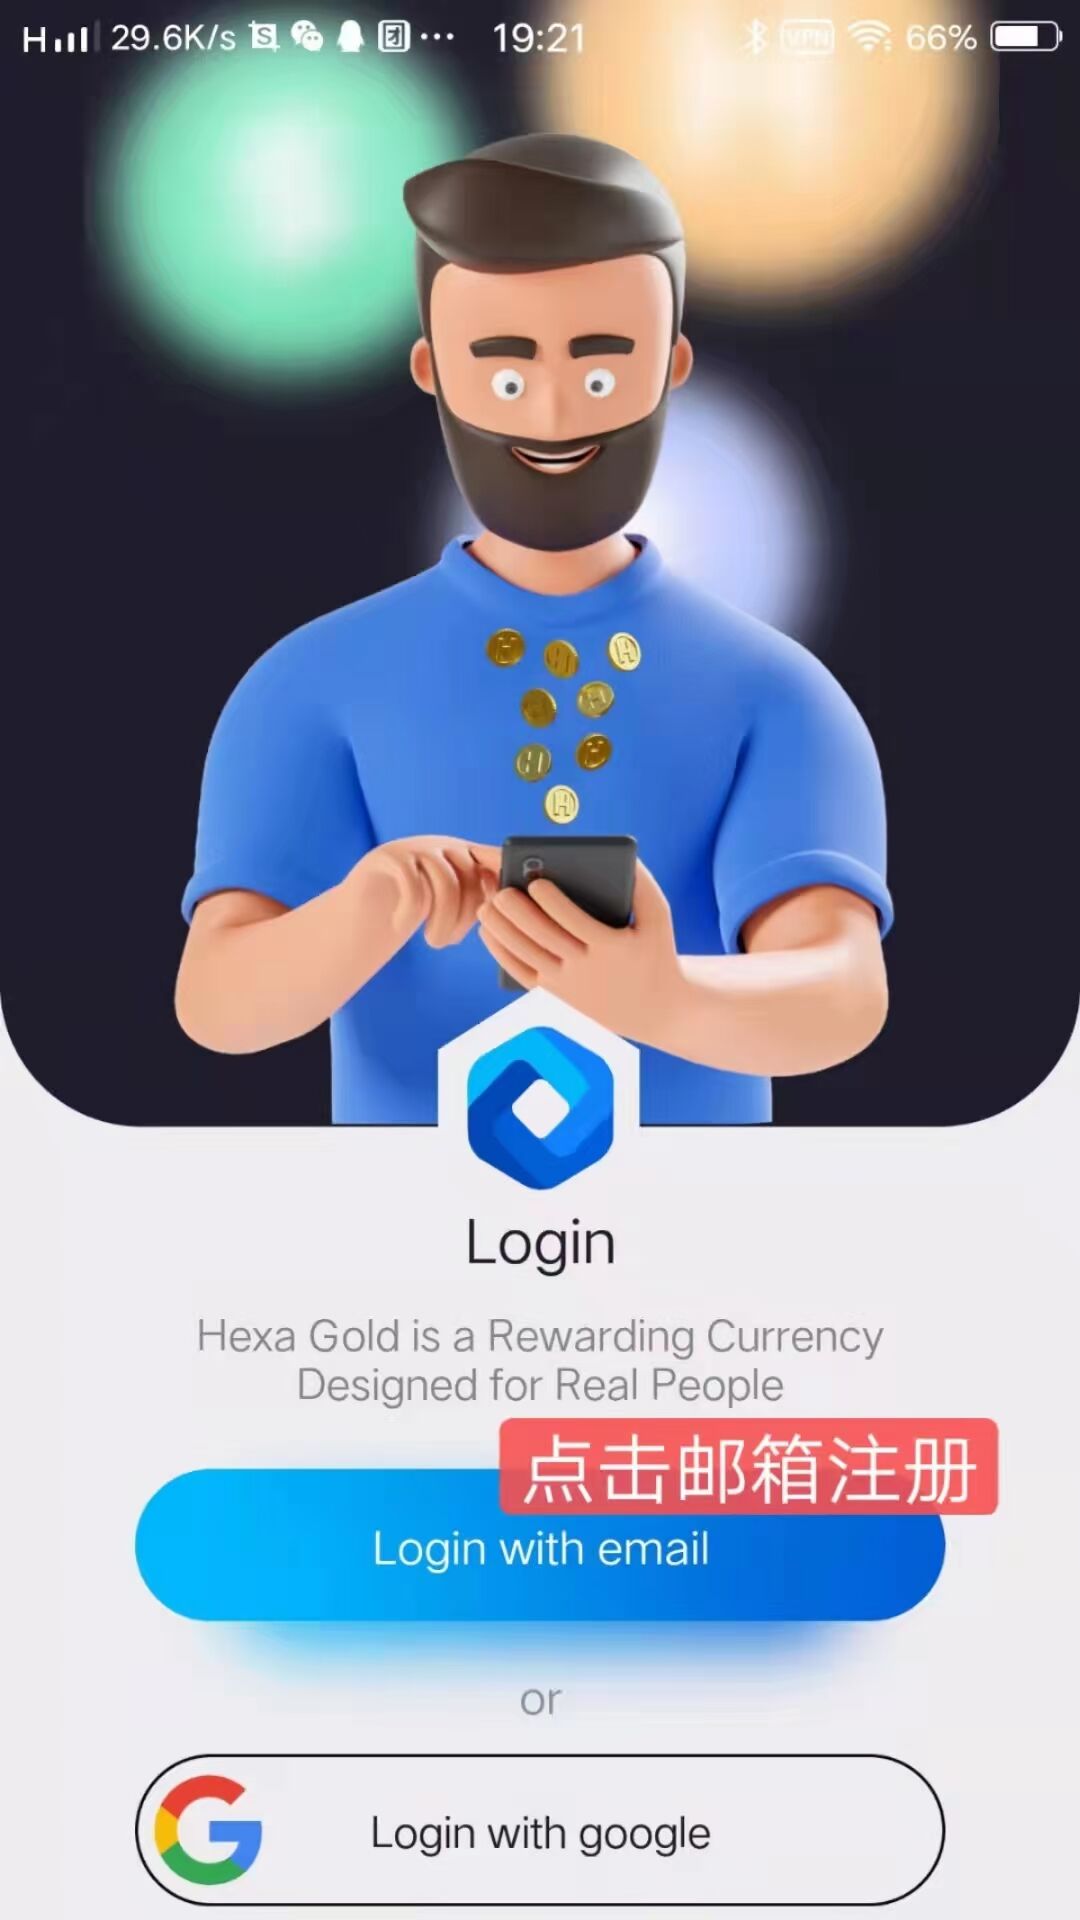 H 29.6K/s 19:21 VPN 66%
Login
Hexa Gold is a Rewarding Currency
Designed for Real People
点击邮箱注册
Login with email
or
Login with google